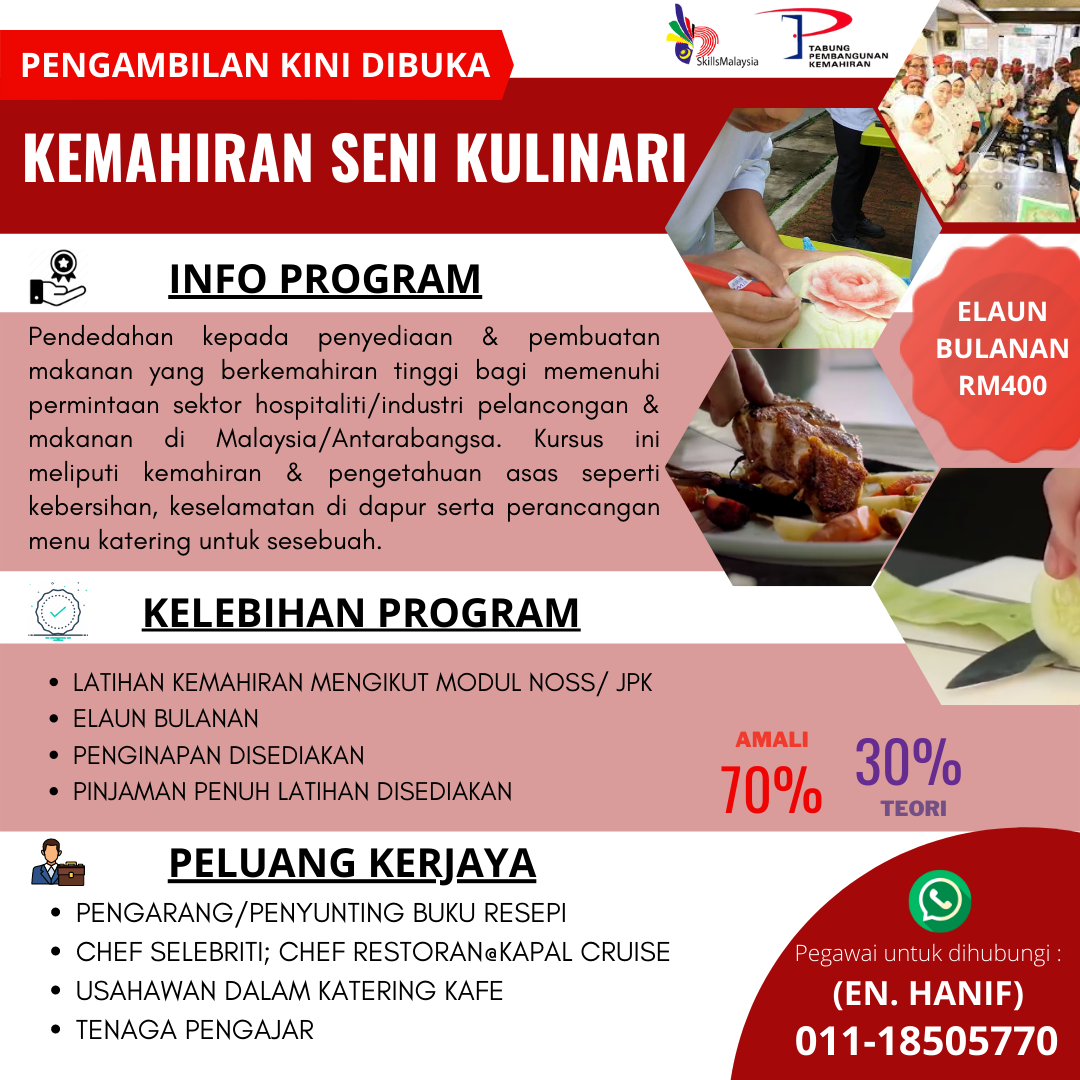 SkillsMalaysia
TABUNG
PEMBANGUNAN
KEMAHIRAN
PENGAMBILAN KINI DIBUKA
KEMAHIRAN SENI KULINARI
INFO PROGRAM
Pendedahan kepada penyediaan & pembuatan
makanan yang berkemahiran tinggi bagi memenuhi
permintaan sektor hospitaliti/industri pelancongan &
makanan di Malaysia/Antarabangsa. Kursus ini
meliputi kemahiran & pengetahuan asas seperti
kebersihan, keselamatan di dapur serta perancangan
menu katering untuk sesebuah.
ELAUN
BULANAN
RM400
KELEBIHAN PROGRAM
• LATIHAN KEMAHIRAN MENGIKUT MODUL NOSS/ JPK
• ELAUN BULANAN
• PENGINAPAN DISEDIAKAN
• PINJAMAN PENUH LATIHAN DISEDIAKAN
AMALI
70%
30%
TEORI
PELUANG KERJAYA
• PENGARANG/PENYUNTING BUKU RESEPI
• CHEF SELEBRITI; CHEF RESTORAN@KAPAL CRUISE
• USAHAWAN DALAM KATERING KAFE
• TENAGA PENGAJAR
Pegawai untuk dihubungi :
(EN. HANIF)
011-18505770